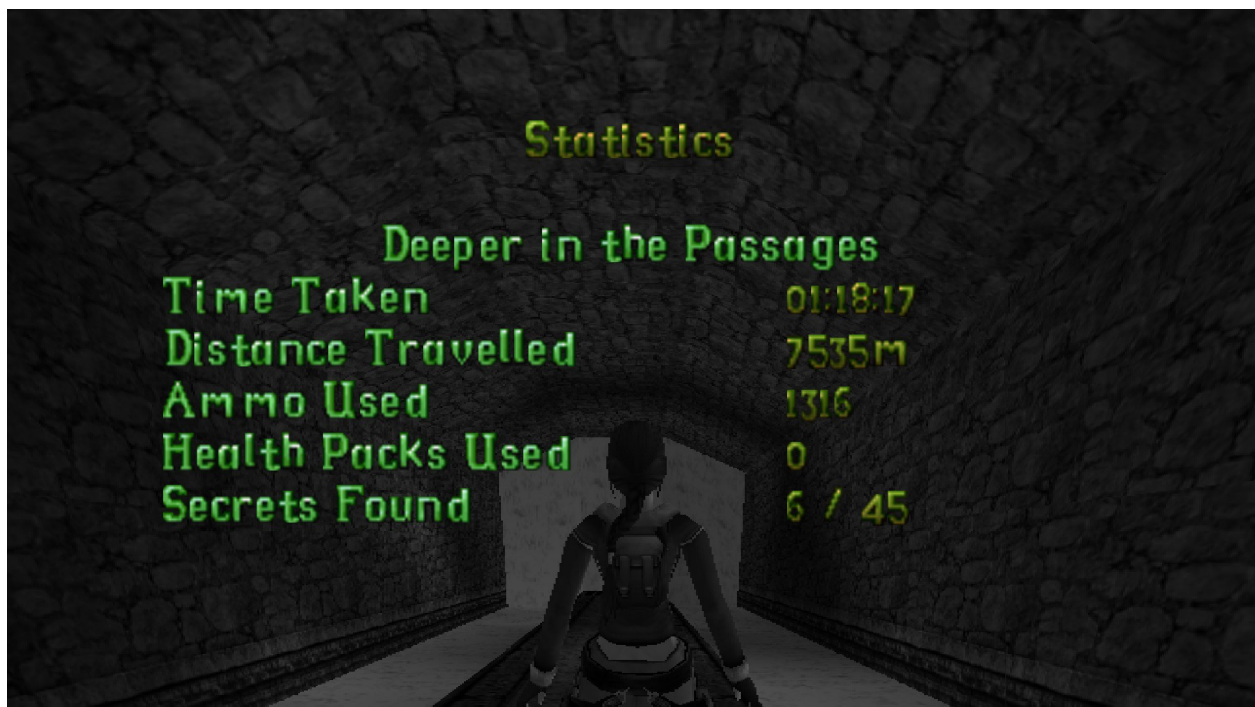 Statistics
Deeper in the Passages
Time Taken 01:18:17
Distance Travelled 7535m
Ammo Used 1316
Health Packs Used 0
Secrets Found 6 / 45